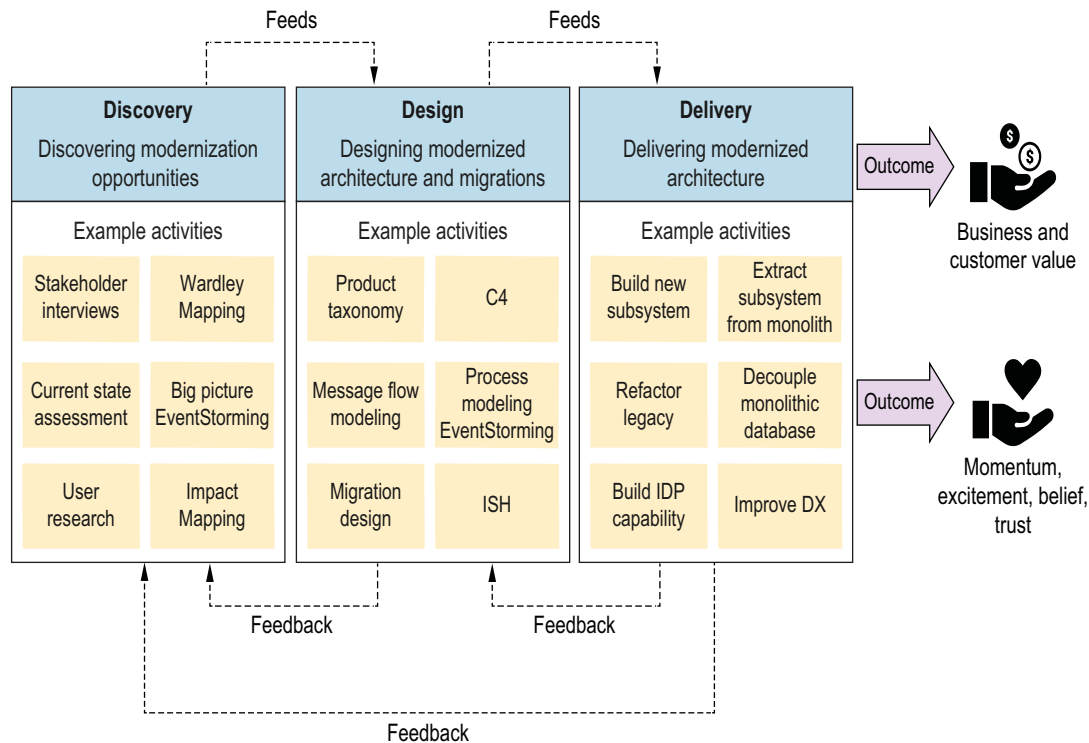 Feeds
Feeds
Discovery
Discovering modernization
opportunities
Design
Designing modernized
architecture and migrations
Delivery
Delivering modernized
architecture
Outcome
Business and
customer value
Example activities
Stakeholder
interviews
Wardley
Mapping
Current state
assessment
Big picture
EventStorming
User
research
Impact
Mapping
Example activities
Product
taxonomy
C4
Message flow
modeling
Process
modeling
EventStorming
Migration
design
ISH
Example activities
Build new
subsystem
Extract
subsystem
from monolith
Refactor
legacy
Decouple
monolithic
database
Build IDP
capability
Improve DX
Outcome
Momentum,
excitement, belief,
trust
Feedback
Feedback
Feedback
$
$